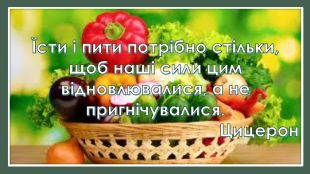 Їсти і пити потрібно стільки,
щоб наші сили цим
відновлювалися, а не
пригнічувалися.
Цицерон